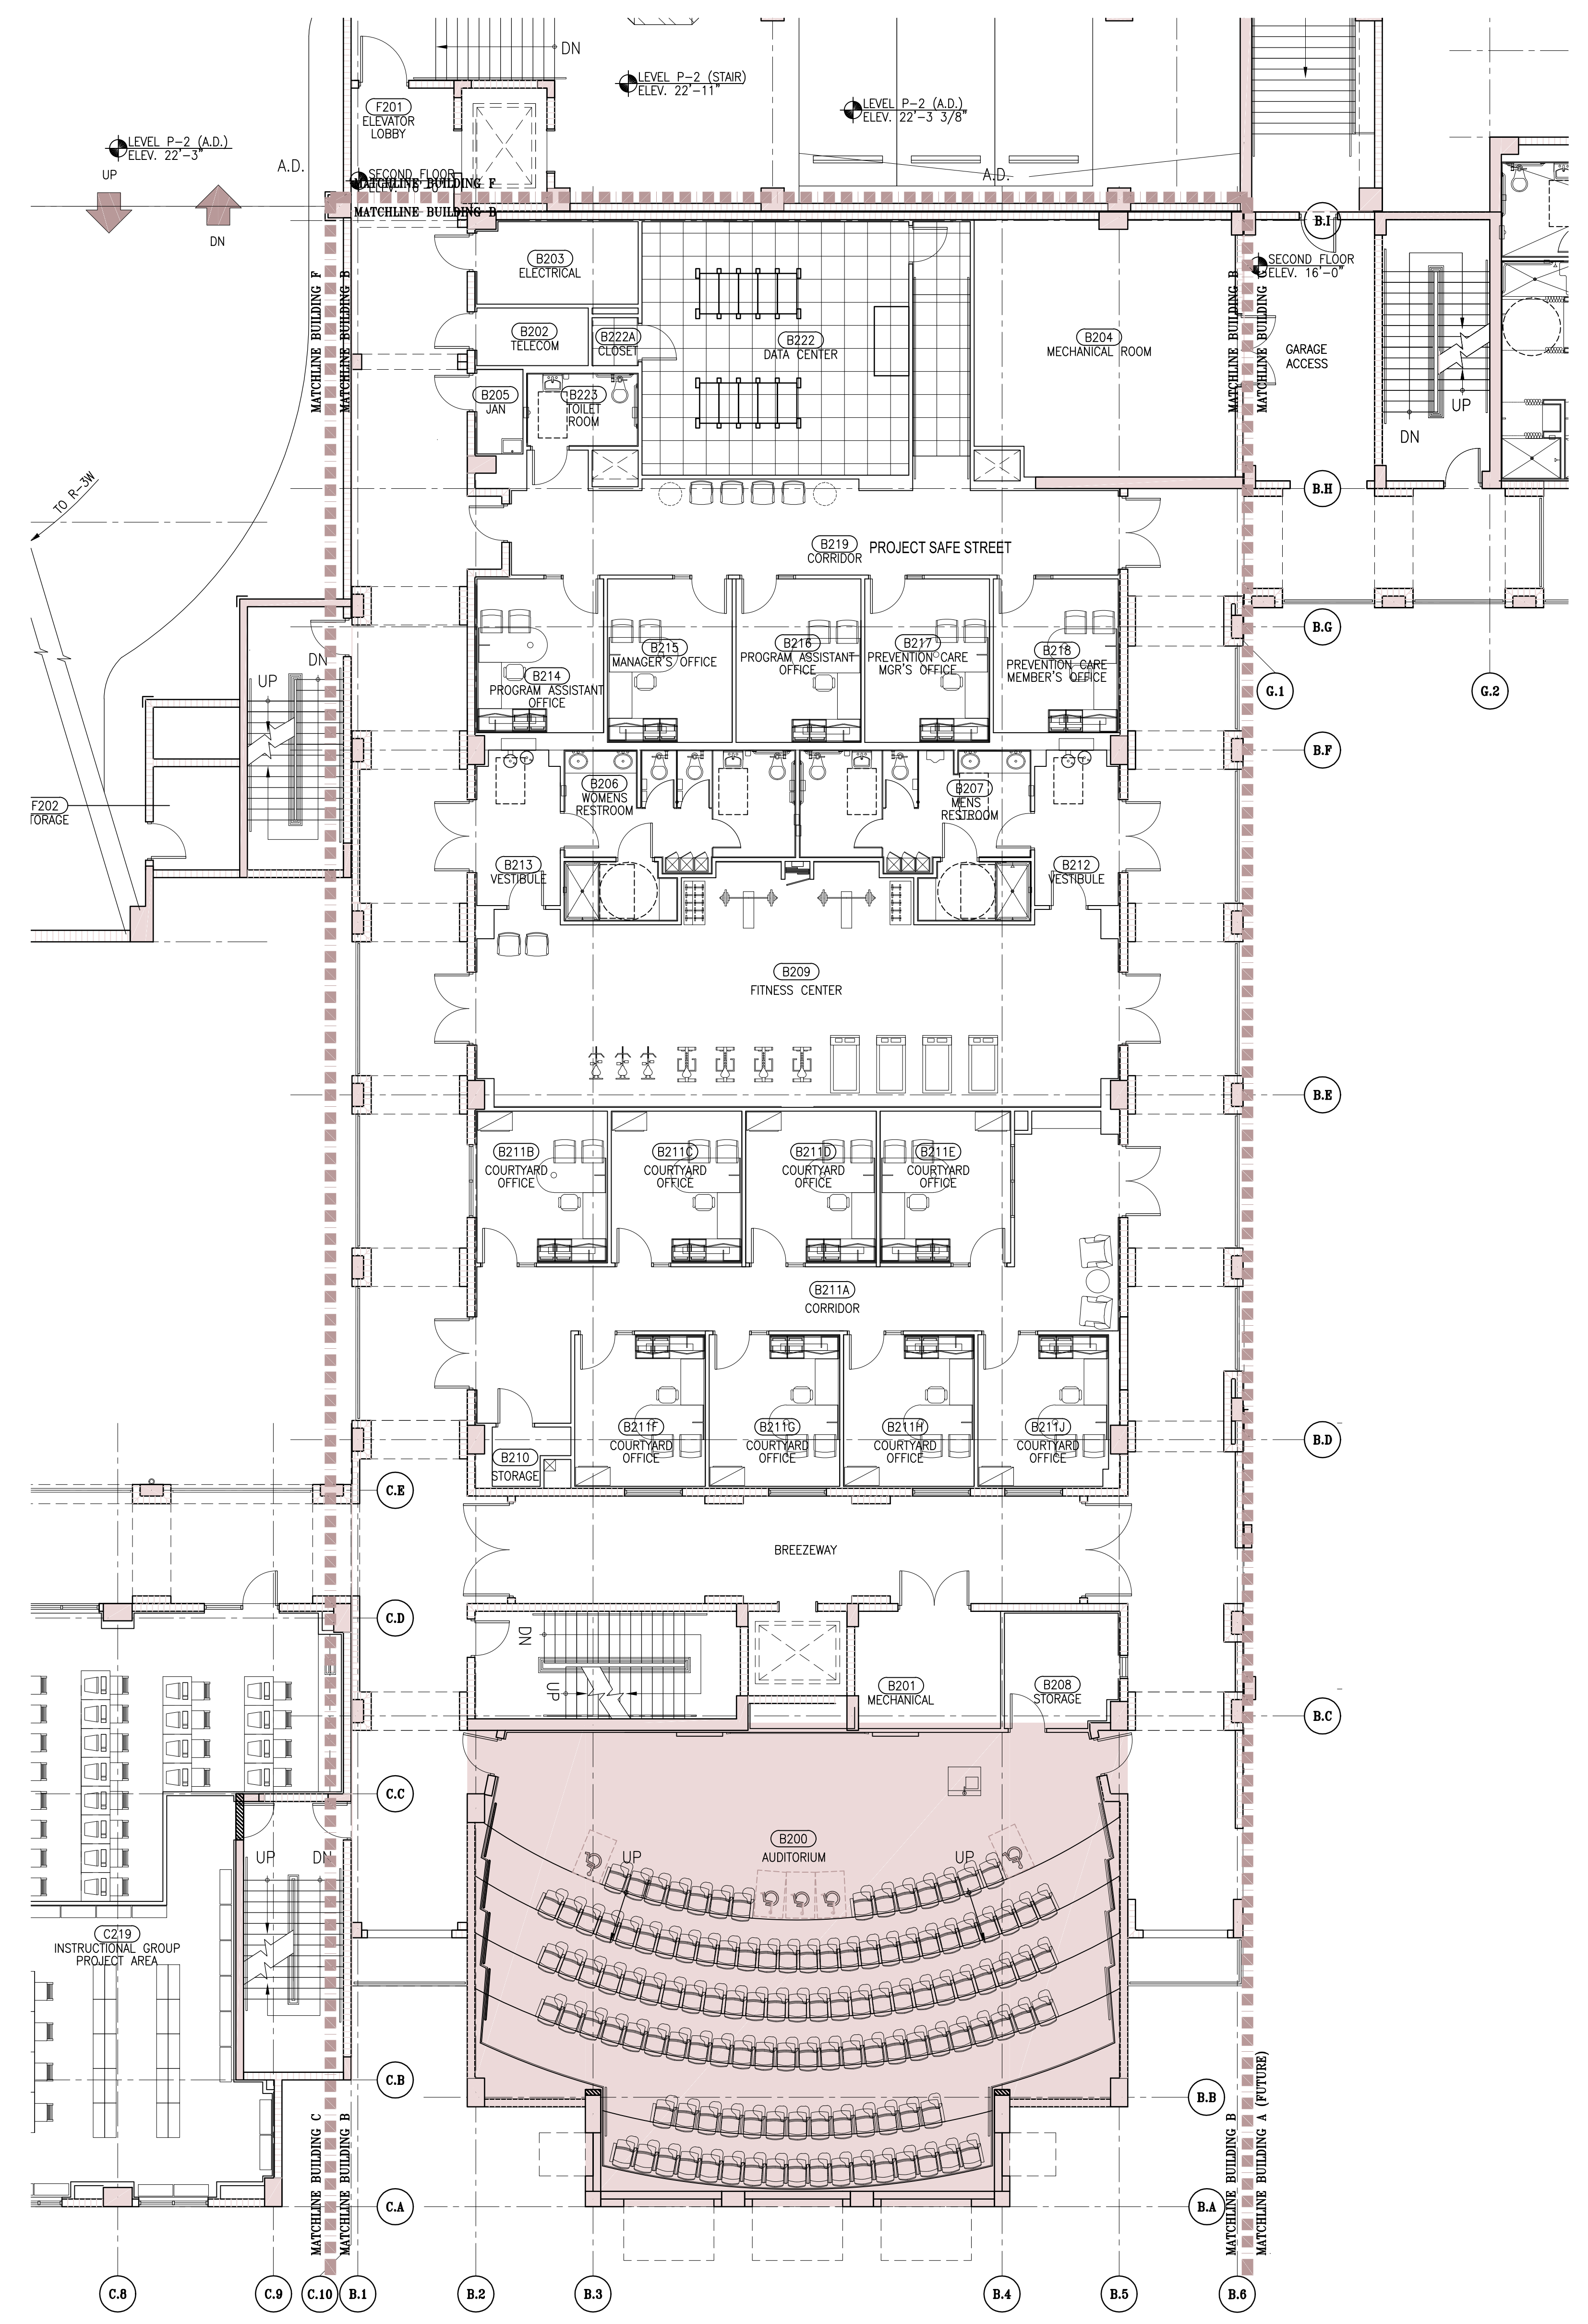 DN
LEVEL P-2 (STAIR)
ELEV. 22'-11"
F201
ELEVATOR
LOBBY
LEVEL P-2 (A.D.)
ELEV. 22'-3 3/8"
LEVEL P-2 (A.D.)
ELEV. 22'-3"
UP
DN
A.D.
A.D.
SECOND FLOOR
MATCHLINE BUILDING F
MATCHLINE BUILDING B
B.I
SECOND FLOOR
ELEV. 16'-0"
MATCHLINE BUILDING F
MATCHLINE BUILDING B
B203
ELECTRICAL
B202
TELECOM
B222A
CLOSET
B222
DATA CENTER
B204
MECHANICAL ROOM
MATCHLINE BUILDING B
MATCHLINE BUILDING G
GARAGE
ACCESS
UP
DN
B205
JAN
B223
TOILET
ROOM
TO R-3W
B.H
B219
CORRIDOR
PROJECT SAFE STREET
B.G
B214
PROGRAM ASSISTANT
OFFICE
B215
MANAGER'S OFFICE
B216
PROGRAM ASSISTANT
OFFICE
B217
PREVENTION CARE
MGR'S OFFICE
B218
PREVENTION CARE
MEMBER'S OFFICE
DN
UP
G.1
G.2
B.F
F202
TORAGE
B206
WOMENS
RESTROOM
B207
MENS
RESTROOM
B213
VESTIBULE
B212
VESTIBULE
B209
FITNESS CENTER
B.E
B211B
COURTYARD
OFFICE
B211C
COURTYARD
OFFICE
B211D
COURTYARD
OFFICE
B211E
COURTYARD
OFFICE
B211A
CORRIDOR
B211F
COURTYARD
OFFICE
B211G
COURTYARD
OFFICE
B211H
COURTYARD
OFFICE
B211J
COURTYARD
OFFICE
B.D
B210
STORAGE
C.E
BREEZEWAY
C.D
DN
UP
B201
MECHANICAL
B208
STORAGE
B.C
C.C
B200
AUDITORIUM
UP
UP
UP
DN
C219
INSTRUCTIONAL GROUP
PROJECT AREA
C.B
B.B
MATCHLINE BUILDING C
MATCHLINE BUILDING B
MATCHLINE BUILDING B
MATCHLINE BUILDING A (FUTURE)
C.A
B.A
C.8
C.9
C.10
B.1
B.2
B.3
B.4
B.5
B.6